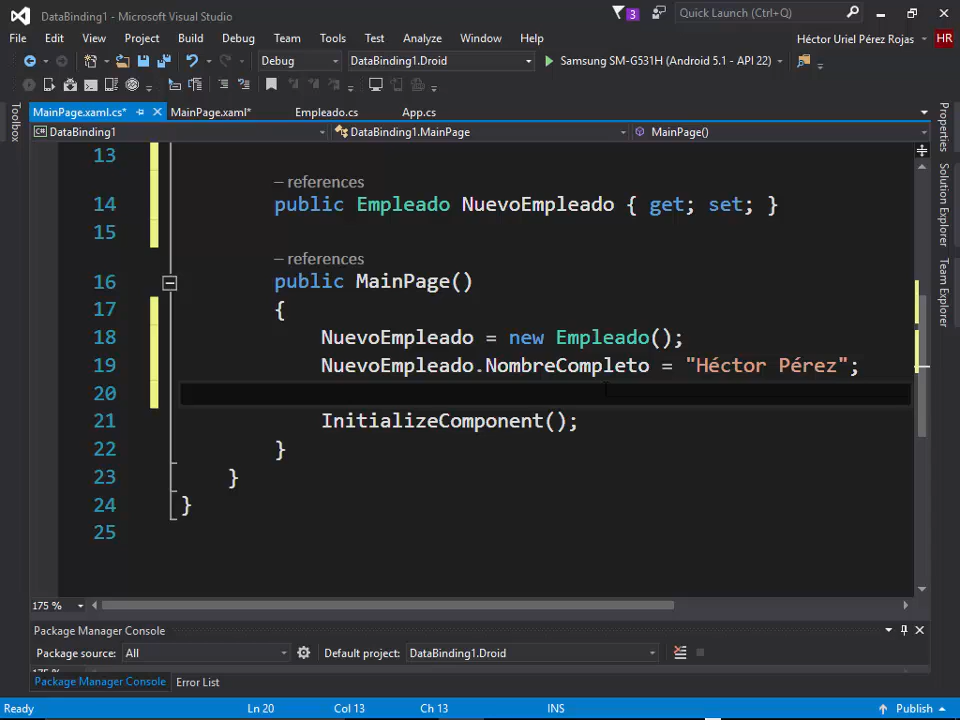 DataBinding1 - Microsoft Visual Studio
3
Quick Launch (Ctrl+Q)
File Edit View Project Build Debug Team Tools Test Analyze Window Help
Héctor Uriel Pérez Rojas HR
Debug DataBinding1.Droid Samsung SM-G531H (Android 5.1 - API 22)
MainPage.xaml.cs* MainPage.xaml* Empleado.cs App.cs
DataBinding1 DataBinding1.MainPage MainPage()
Toolbox
Properties
Solution Explorer
Team Explorer
13
– references
14 public Empleado NuevoEmpleado { get; set; }
15
– references
16 public MainPage()
17 {
18 NuevoEmpleado = new Empleado();
19 NuevoEmpleado.NombreCompleto = "Héctor Pérez";
20
21 InitializeComponent();
22 }
23 }
24 }
25
175 %
Package Manager Console
Package source: All Default project: DataBinding1.Droid
Package Manager Console Error List
Ready Ln 20 Col 13 Ch 13 INS Publish